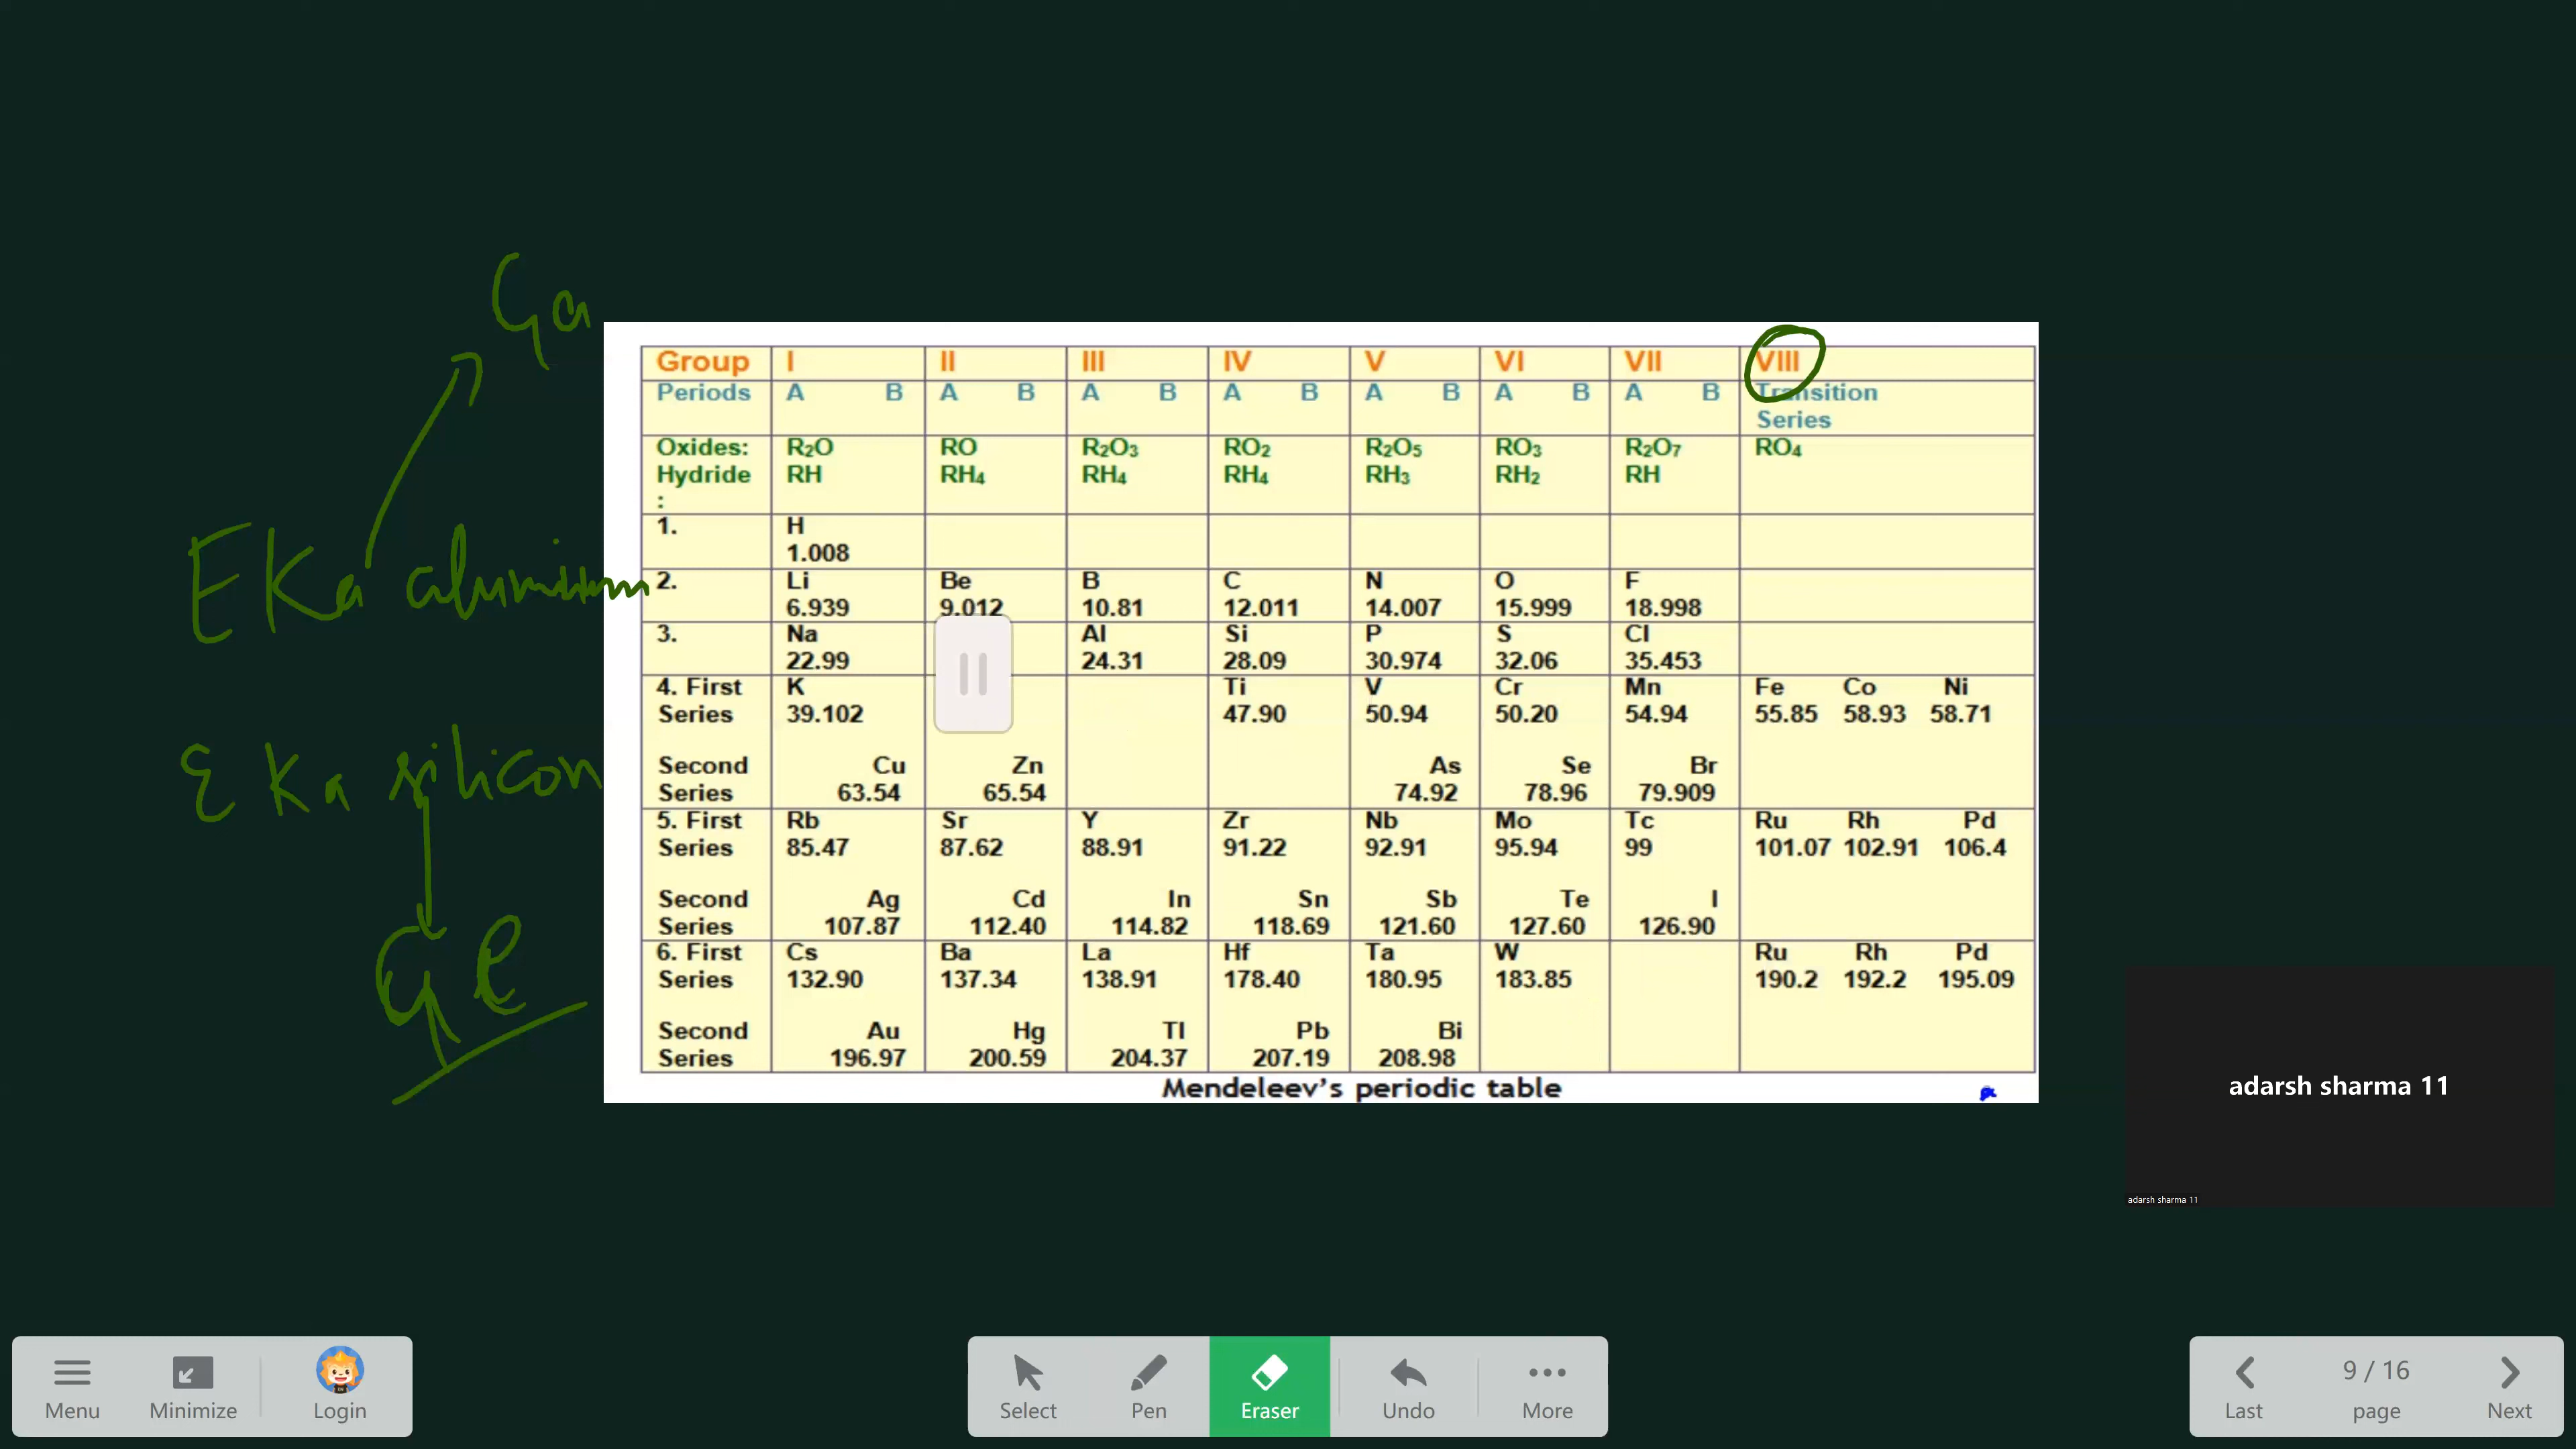 Ga
EKa aluminum
EKa silicon
Ge
Group I II III IV V VI VII VIII
Periods A B A B A B A B A B A B A B Transition
Series
Oxides: R₂O RO R₂O₃ RO₂ R₂O₅ RO₃ R₂O₇ RO₄
Hydride RH RH₄ RH₄ RH₄ RH₃ RH₂ RH
:
1. H
1.008
2. Li Be B C N O F
6.939 9.012 10.81 12.011 14.007 15.999 18.998
3. Na Al Si P S Cl
22.99 24.31 28.09 30.974 32.06 35.453
4. First K Ti V Cr Mn Fe Co Ni
Series 39.102 47.90 50.94 50.20 54.94 55.85 58.93 58.71
Second Cu Zn As Se Br
Series 63.54 65.54 74.92 78.96 79.909
5. First Rb Sr Y Zr Nb Mo Tc Ru Rh Pd
Series 85.47 87.62 88.91 91.22 92.91 95.94 99 101.07 102.91 106.4
Second Ag Cd In Sn Sb Te I
Series 107.87 112.40 114.82 118.69 121.60 127.60 126.90
6. First Cs Ba La Hf Ta W Ru Rh Pd
Series 132.90 137.34 138.91 178.40 180.95 183.85 190.2 192.2 195.09
Second Au Hg Tl Pb Bi
Series 196.97 200.59 204.37 207.19 208.98
Mendeleev's periodic table
adarsh sharma 11
adarsh sharma 11
Menu Minimize Login Select Pen Eraser Undo More Last 9 / 16 page Next